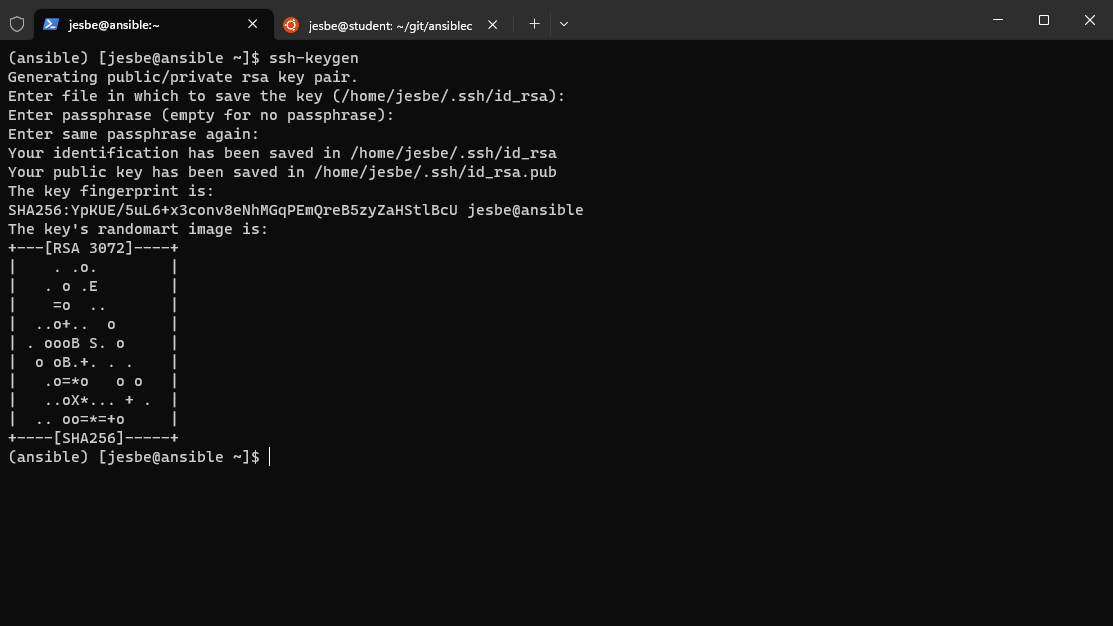 jesbe@ansible:~
jesbe@student: ~/git/ansiblec
(ansible) [jesbe@ansible ~]$ ssh-keygen
Generating public/private rsa key pair.
Enter file in which to save the key (/home/jesbe/.ssh/id_rsa):
Enter passphrase (empty for no passphrase):
Enter same passphrase again:
Your identification has been saved in /home/jesbe/.ssh/id_rsa
Your public key has been saved in /home/jesbe/.ssh/id_rsa.pub
The key fingerprint is:
SHA256:YpKUE/5uL6+x3conv8eNhMGqPEmQreB5zyZaHStlBcU jesbe@ansible
The key's randomart image is:
+---[RSA 3072]----+
|    . .o.        |
|   . o .E        |
|    =o  ..       |
|  ..o+..  o      |
| . oooB S. o     |
|  o oB.+. . .    |
|   .o=*o   o o   |
|   ..oX*... + .  |
|  .. oo=*=+o     |
+----[SHA256]-----+
(ansible) [jesbe@ansible ~]$